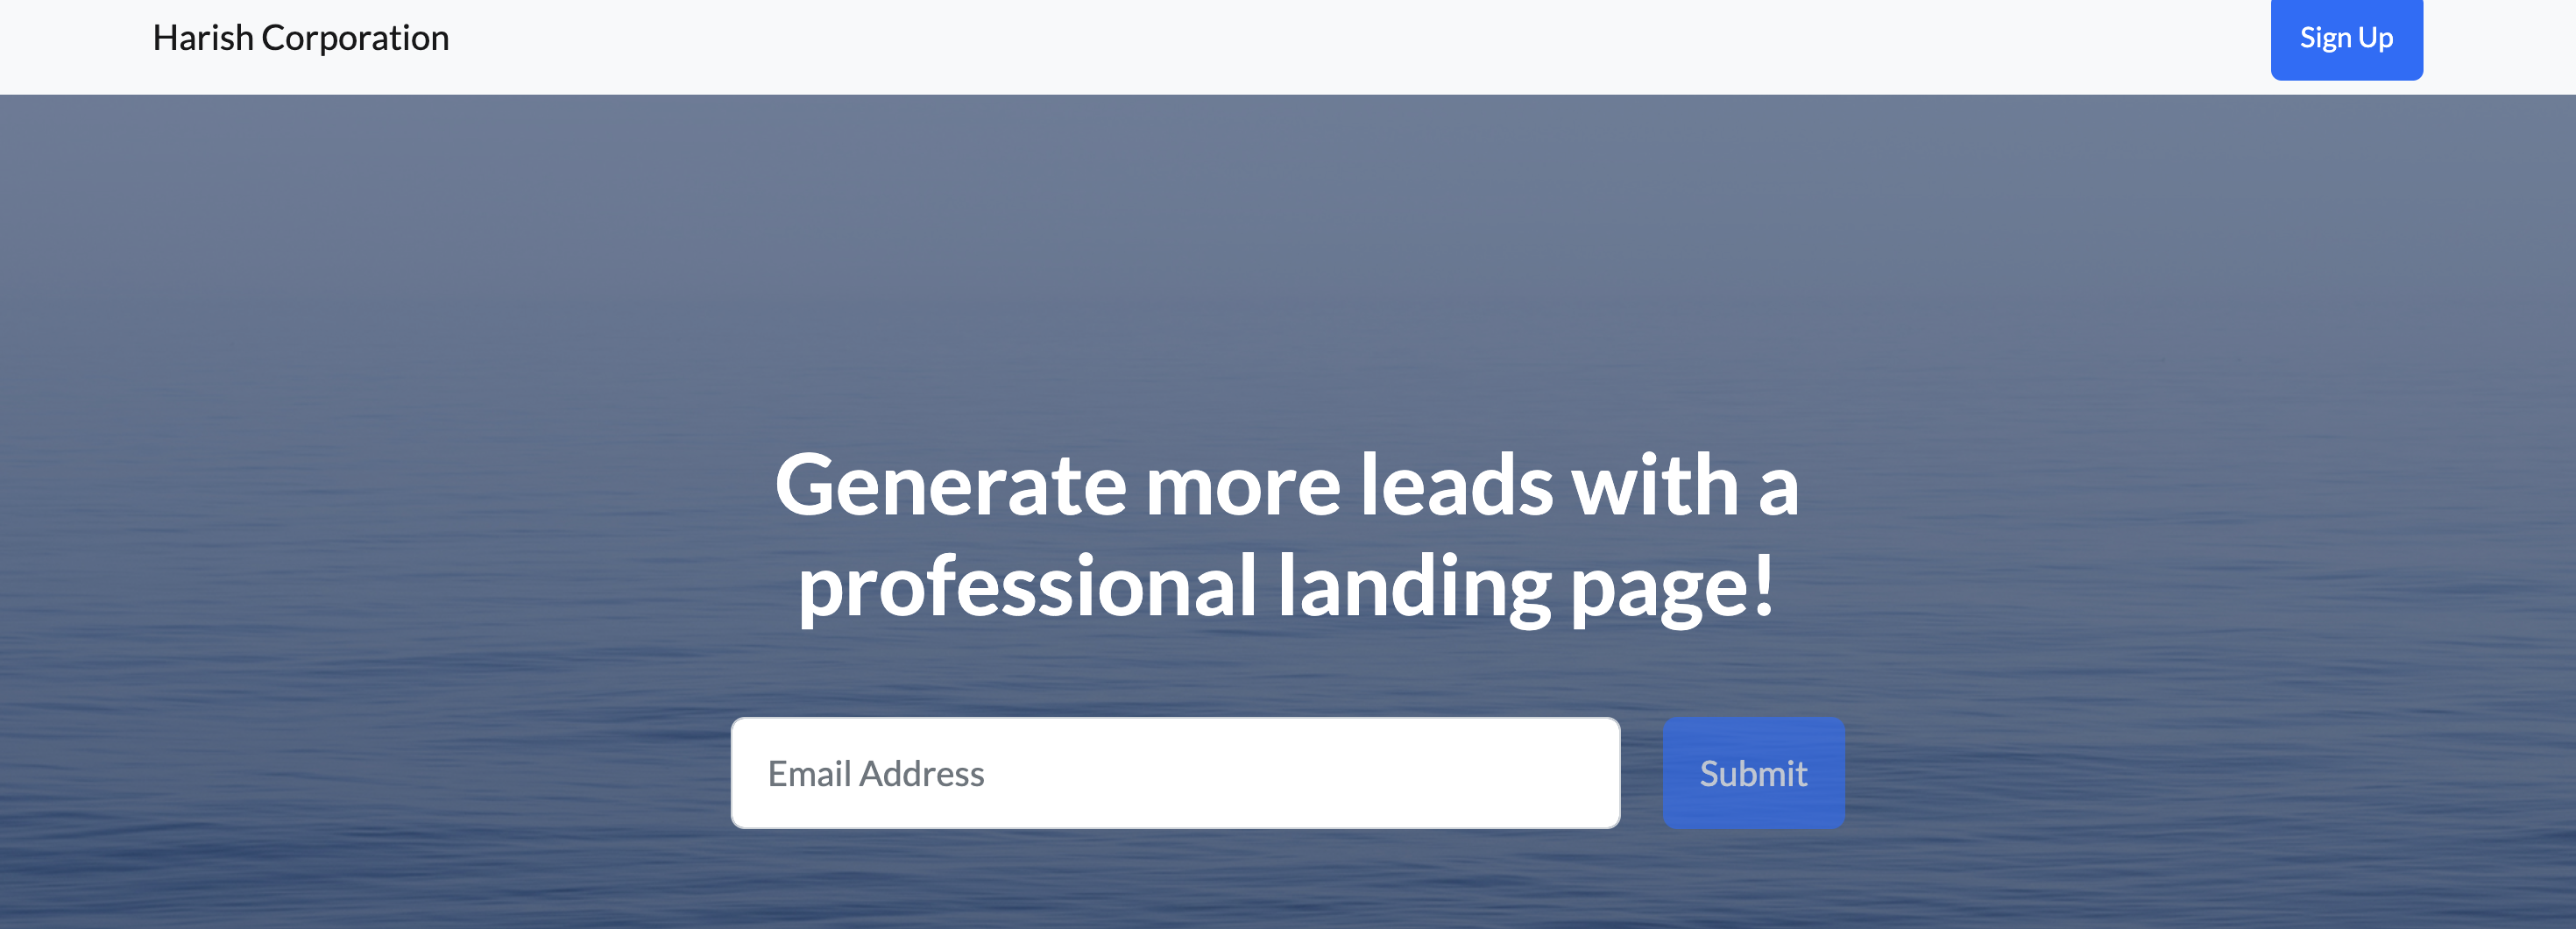 Harish Corporation
Sign Up
Generate more leads with a
professional landing page!
Email Address
Submit